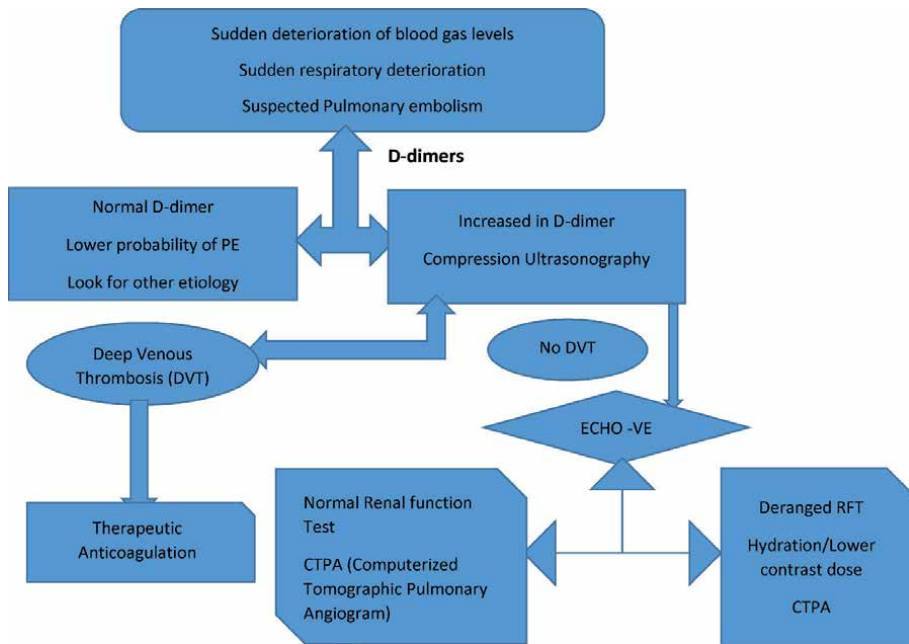 Sudden deterioration of blood gas levels
Sudden respiratory deterioration
Suspected Pulmonary embolism
D-dimers
Normal D-dimer
Lower probability of PE
Look for other etiology
Increased in D-dimer
Compression Ultrasonography
Deep Venous
Thrombosis (DVT)
No DVT
ECHO -VE
Therapeutic
Anticoagulation
Normal Renal function
Test
CTPA (Computerized
Tomographic Pulmonary
Angiogram)
Deranged RFT
Hydration/Lower
contrast dose
CTPA